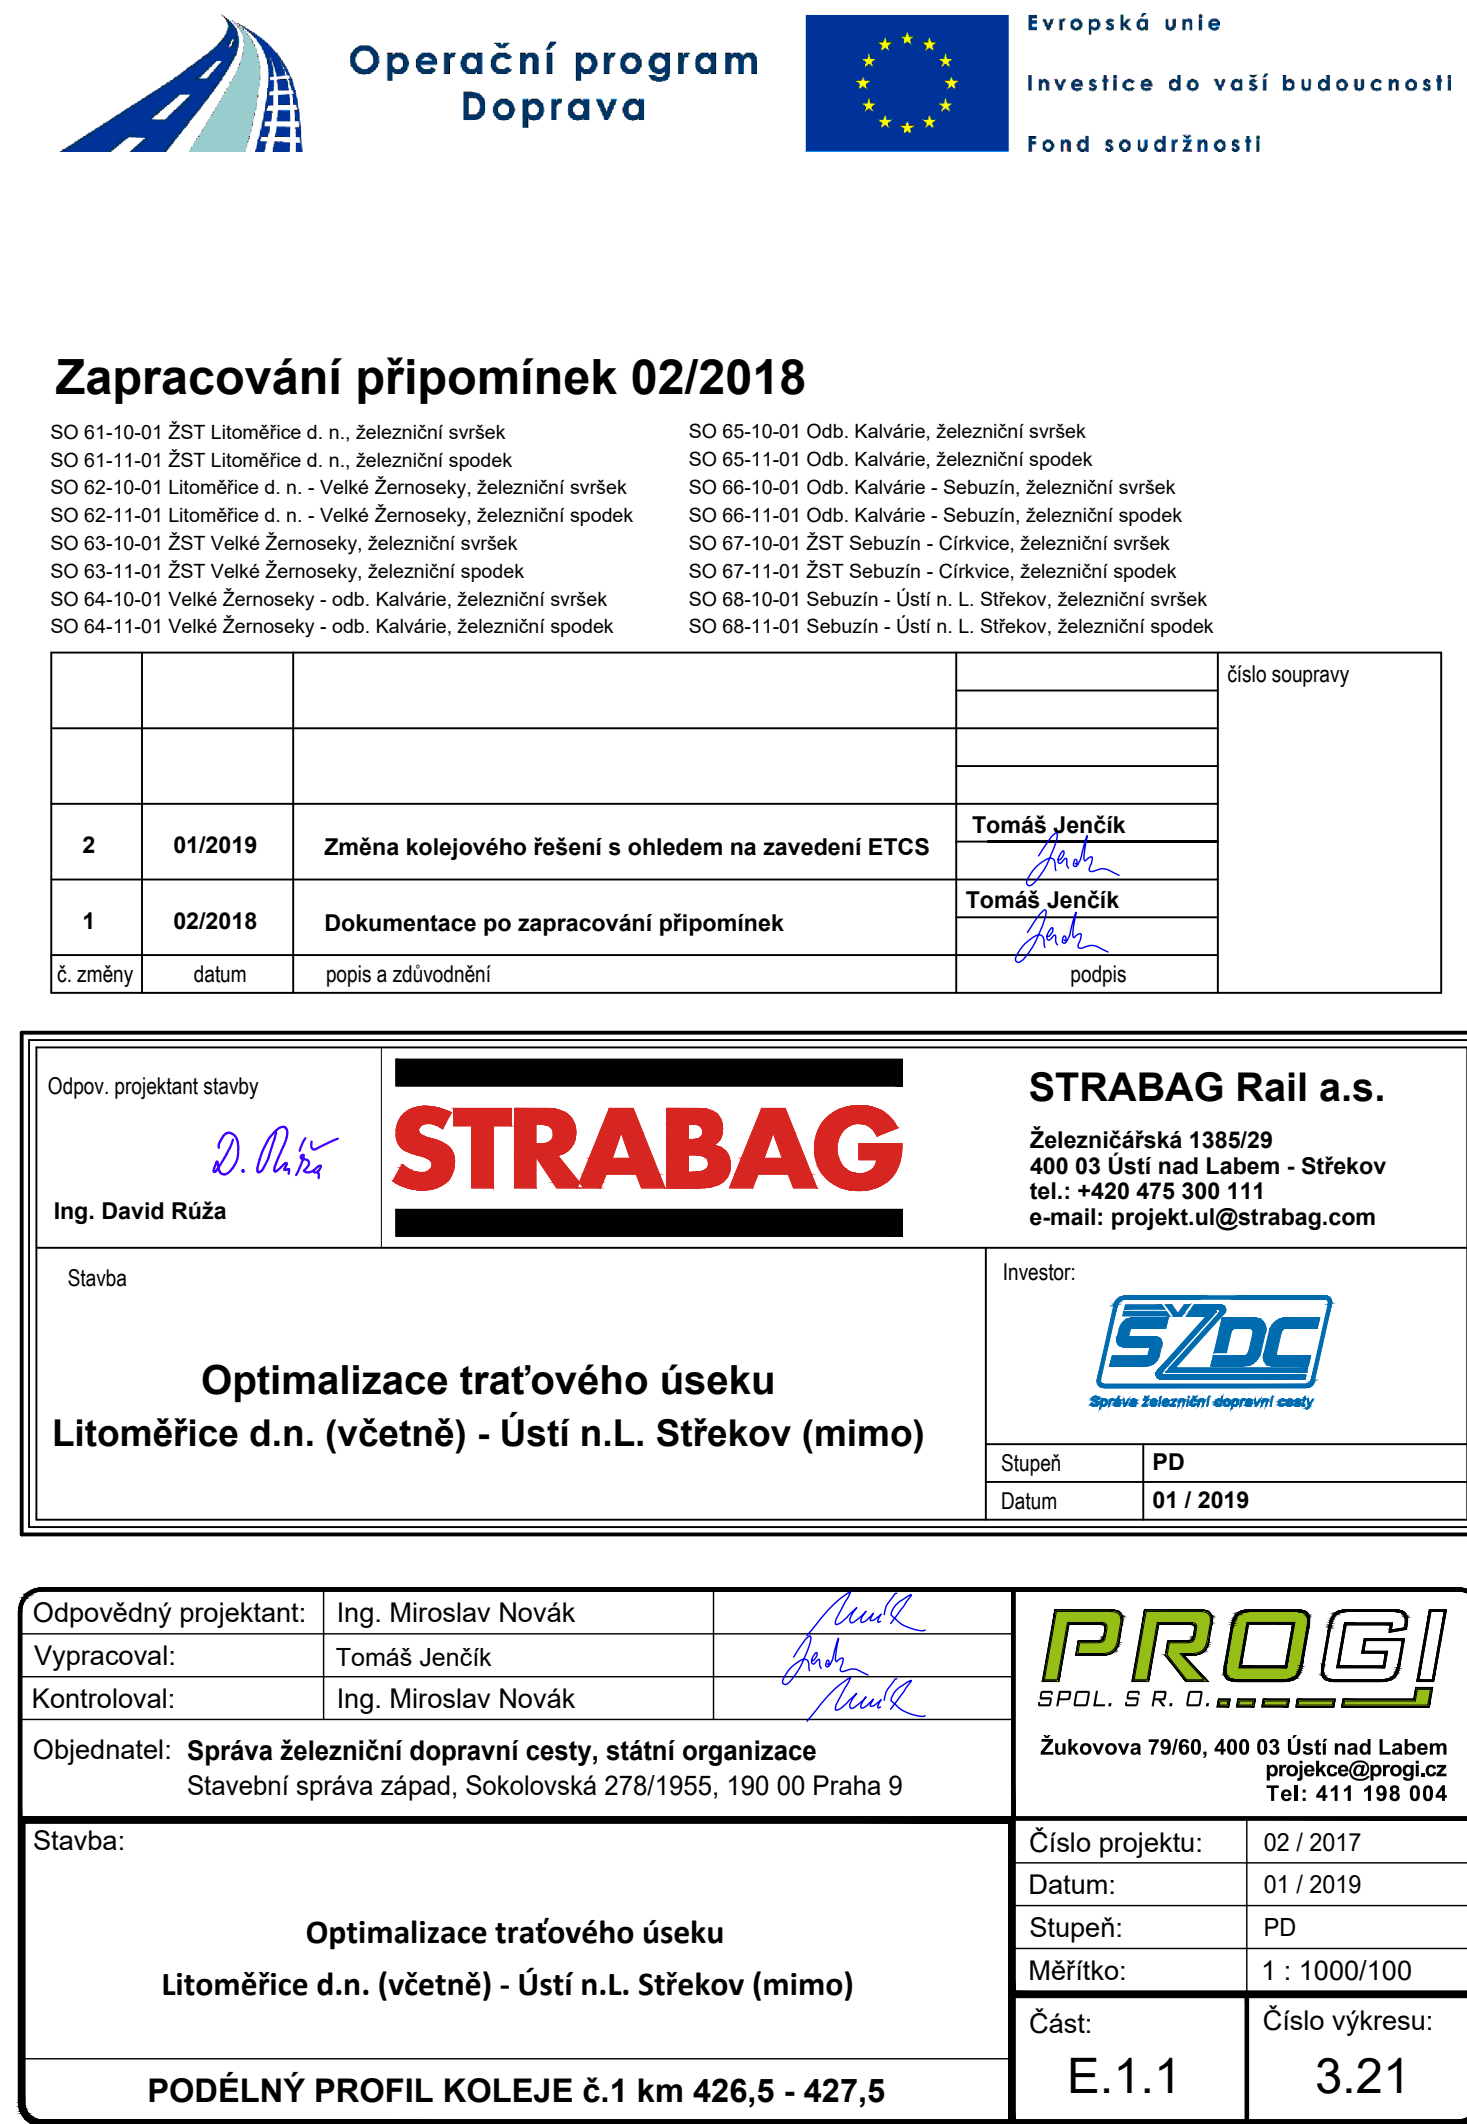 Operační program
Doprava
Evropská unie
Investice do vaší budoucnosti
Fond soudržnosti
Zapracování připomínek 02/2018
SO 61-10-01 ŽST Litoměřice d. n., železniční svršek
SO 61-11-01 ŽST Litoměřice d. n., železniční spodek
SO 62-10-01 Litoměřice d. n. - Velké Žernoseky, železniční svršek
SO 62-11-01 Litoměřice d. n. - Velké Žernoseky, železniční spodek
SO 63-10-01 ŽST Velké Žernoseky, železniční svršek
SO 63-11-01 ŽST Velké Žernoseky, železniční spodek
SO 64-10-01 Velké Žernoseky - odb. Kalvárie, železniční svršek
SO 64-11-01 Velké Žernoseky - odb. Kalvárie, železniční spodek
SO 65-10-01 Odb. Kalvárie, železniční svršek
SO 65-11-01 Odb. Kalvárie, železniční spodek
SO 66-10-01 Odb. Kalvárie - Sebuzín, železniční svršek
SO 66-11-01 Odb. Kalvárie - Sebuzín, železniční spodek
SO 67-10-01 ŽST Sebuzín - Církvice, železniční svršek
SO 67-11-01 ŽST Sebuzín - Církvice, železniční spodek
SO 68-10-01 Sebuzín - Ústí n. L. Střekov, železniční svršek
SO 68-11-01 Sebuzín - Ústí n. L. Střekov, železniční spodek
číslo soupravy
2 01/2019 Změna kolejového řešení s ohledem na zavedení ETCS Tomáš Jenčík
1 02/2018 Dokumentace po zapracování připomínek Tomáš Jenčík
č. změny datum popis a zdůvodnění podpis
Odpov. projektant stavby
D. Růža
Ing. David Rúža
STRABAG
STRABAG Rail a.s.
Železničářská 1385/29
400 03 Ústí nad Labem - Střekov
tel.: +420 475 300 111
e-mail: projekt.ul@strabag.com
Stavba
Optimalizace traťového úseku
Litoměřice d.n. (včetně) - Ústí n.L. Střekov (mimo)
Investor:
SŽDC
Správa železniční dopravní cesty
Stupeň PD
Datum 01 / 2019
Odpovědný projektant: Ing. Miroslav Novák
Vypracoval: Tomáš Jenčík
Kontroloval: Ing. Miroslav Novák
Objednatel: Správa železniční dopravní cesty, státní organizace
Stavební správa západ, Sokolovská 278/1955, 190 00 Praha 9
PROGI
SPOL. S R. O.
Žukovova 79/60, 400 03 Ústí nad Labem
projekce@progi.cz
Tel: 411 198 004
Stavba:
Optimalizace traťového úseku
Litoměřice d.n. (včetně) - Ústí n.L. Střekov (mimo)
PODÉLNÝ PROFIL KOLEJE č.1 km 426,5 - 427,5
Číslo projektu: 02 / 2017
Datum: 01 / 2019
Stupeň: PD
Měřítko: 1 : 1000/100
Část: Číslo výkresu:
E.1.1 3.21